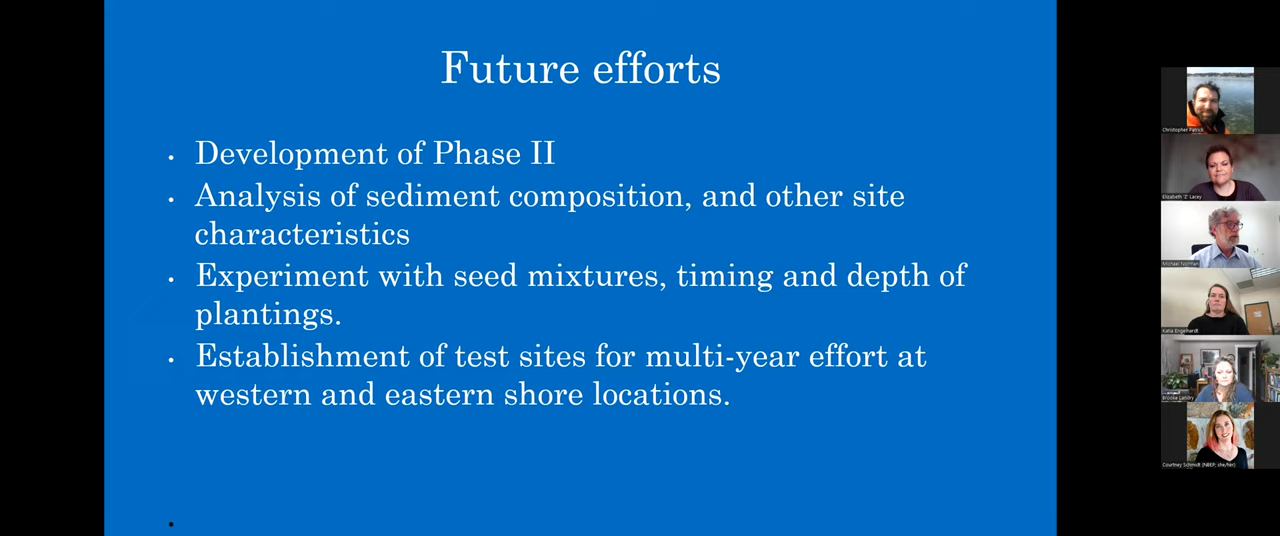 Future efforts
• Development of Phase II
• Analysis of sediment composition, and other site
characteristics
• Experiment with seed mixtures, timing and depth of
plantings.
• Establishment of test sites for multi-year effort at
western and eastern shore locations.
•
Christopher Patrick
Elizabeth 'Z' Lacey
Michael Norman
Katia Engelhardt
Brooke Landry
Courtney Schmidt (NBEP; she/her)